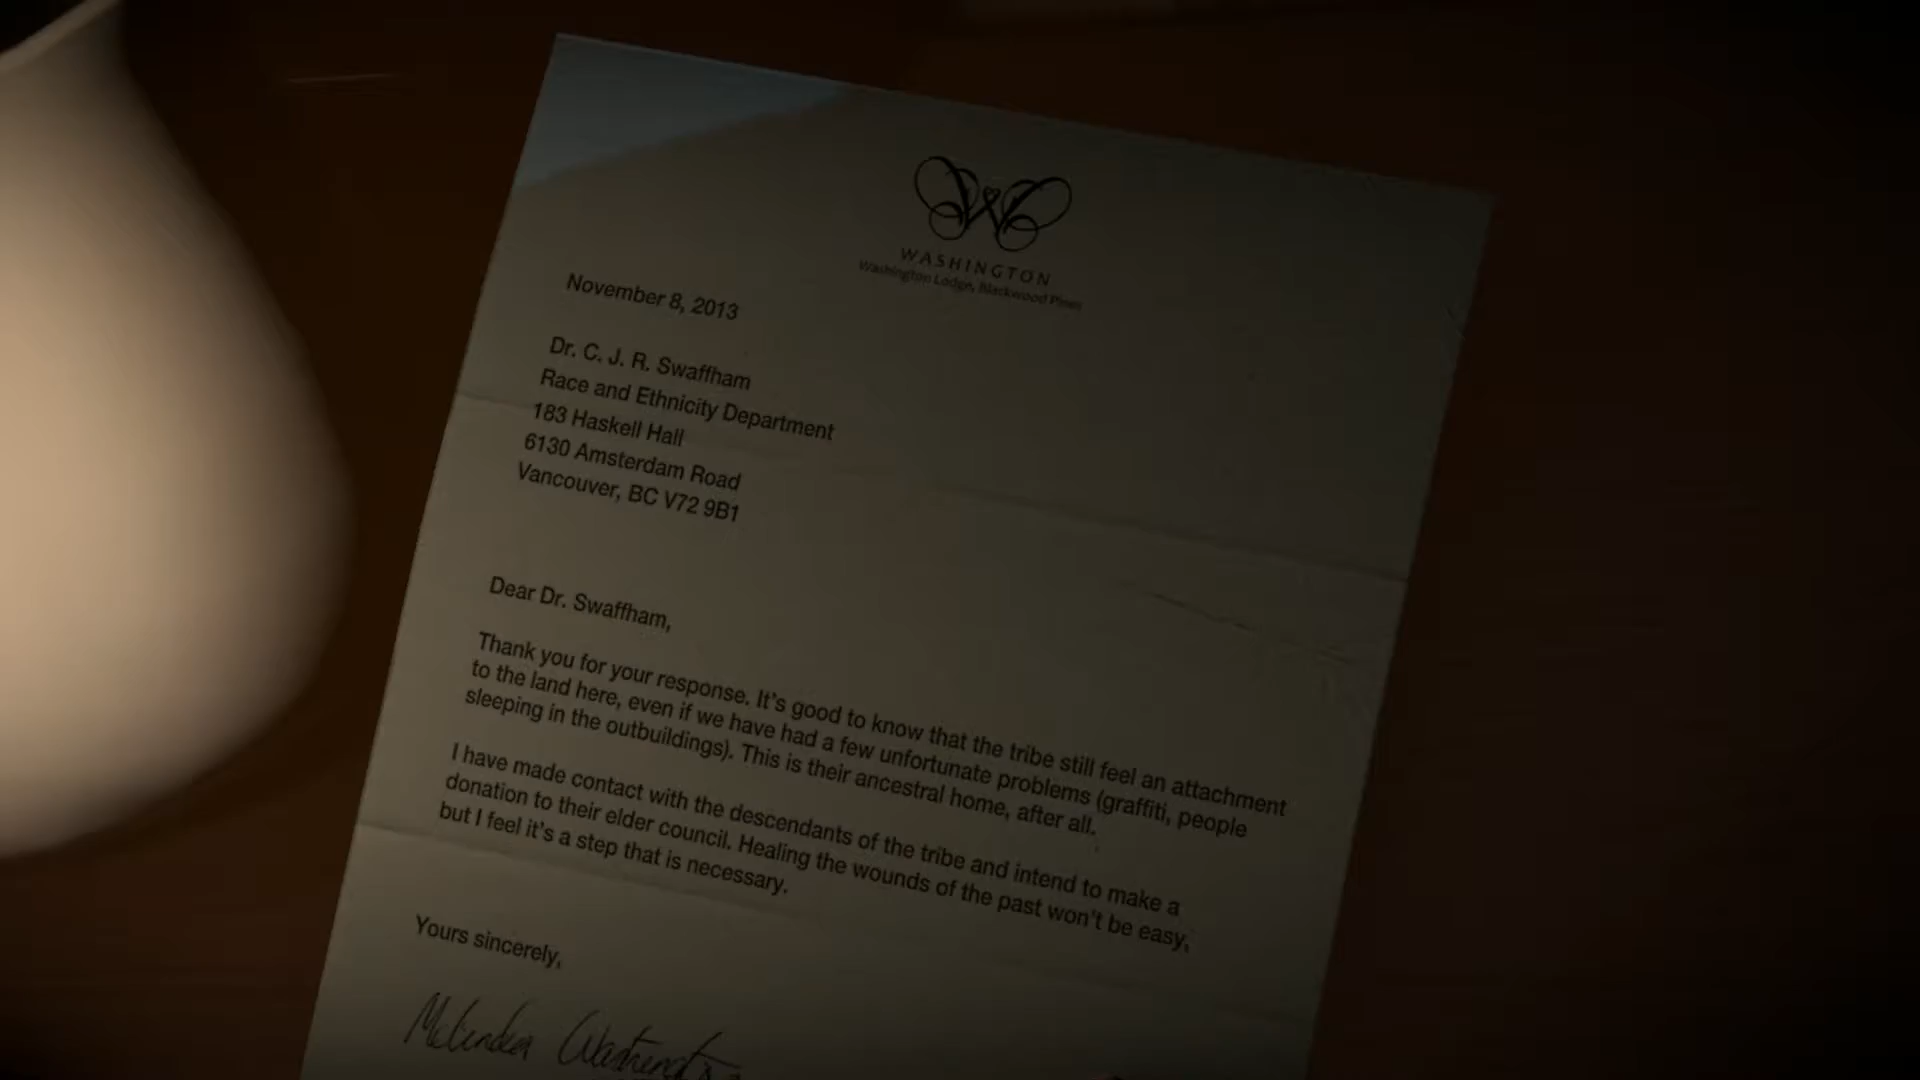 WASHINGTON
Washington Lodge, Blackwood Pines
November 8, 2013
Dr. C. J. R. Swaffham
Race and Ethnicity Department
183 Haskell Hall
6130 Amsterdam Road
Vancouver, BC V72 9B1
Dear Dr. Swaffham,
Thank you for your response. It's good to know that the tribe still feel an attachment
to the land here, even if we have had a few unfortunate problems (graffiti, people
sleeping in the outbuildings). This is their ancestral home, after all.
I have made contact with the descendants of the tribe and intend to make a
donation to their elder council. Healing the wounds of the past won't be easy,
but I feel it's a step that is necessary.
Yours sincerely,
Melinda Washington